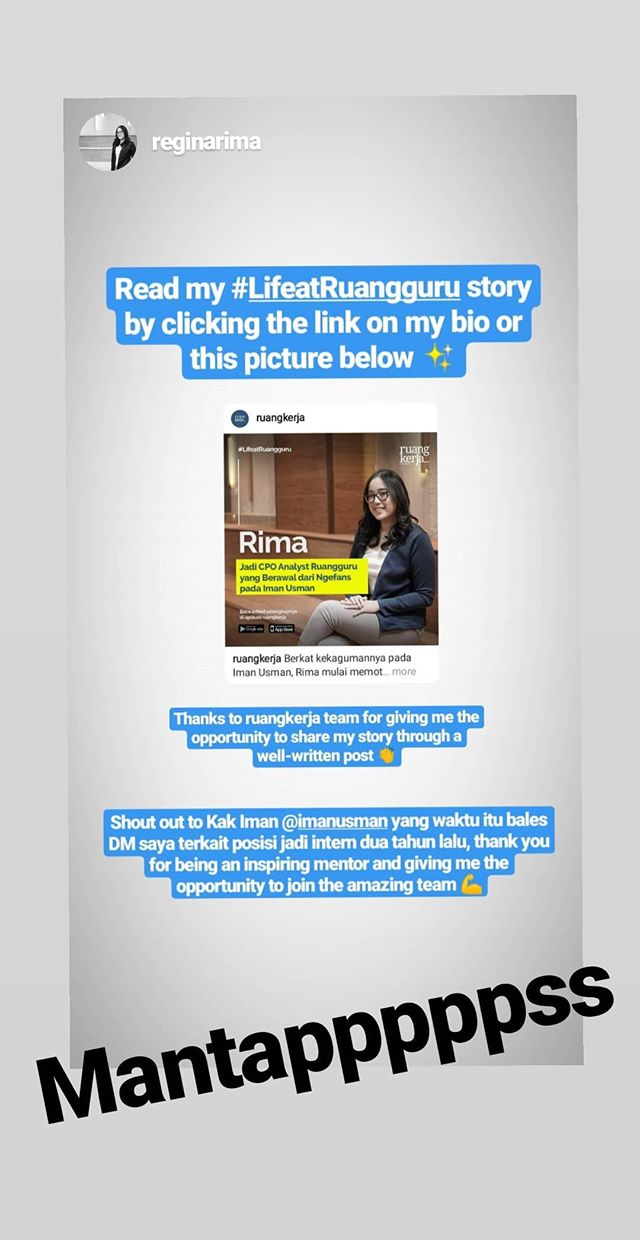 reginarima
Read my #LifeatRuangguru story
by clicking the link on my bio or
this picture below ✨
ruangkerja
#LifeatRuangguru
ruang
kerja
Rima
Jadi CPO Analyst Ruangguru
yang Berawal dari Ngefans
pada Iman Usman
Baca artikel selengkapnya
di aplikasi ruangkerja
Google play App Store
ruangkerja Berkat kekagumannya pada
Iman Usman, Rima mulai memot... more
Thanks to ruangkerja team for giving me the
opportunity to share my story through a
well-written post 👏
Shout out to Kak Iman @imanusman yang waktu itu bales
DM saya terkait posisi jadi intern dua tahun lalu, thank you
for being an inspiring mentor and giving me the
opportunity to join the amazing team 💪
Mantappppppss